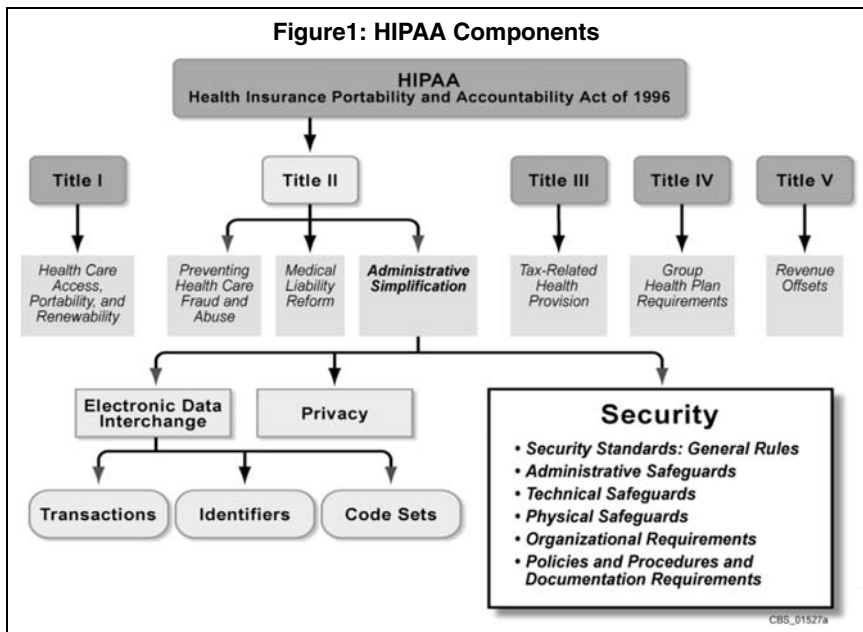 Figure1: HIPAA Components
HIPAA
Health Insurance Portability and Accountability Act of 1996
Title I
Title II
Title III
Title IV
Title V
Health Care
Access,
Portability, and
Renewability
Preventing
Health Care
Fraud and
Abuse
Medical
Liability
Reform
Administrative
Simplification
Tax-Related
Health
Provision
Group
Health Plan
Requirements
Revenue
Offsets
Electronic Data
Interchange
Privacy
Security
• Security Standards: General Rules
• Administrative Safeguards
• Technical Safeguards
• Physical Safeguards
• Organizational Requirements
• Policies and Procedures and
Documentation Requirements
Transactions
Identifiers
Code Sets
CBS_01527a